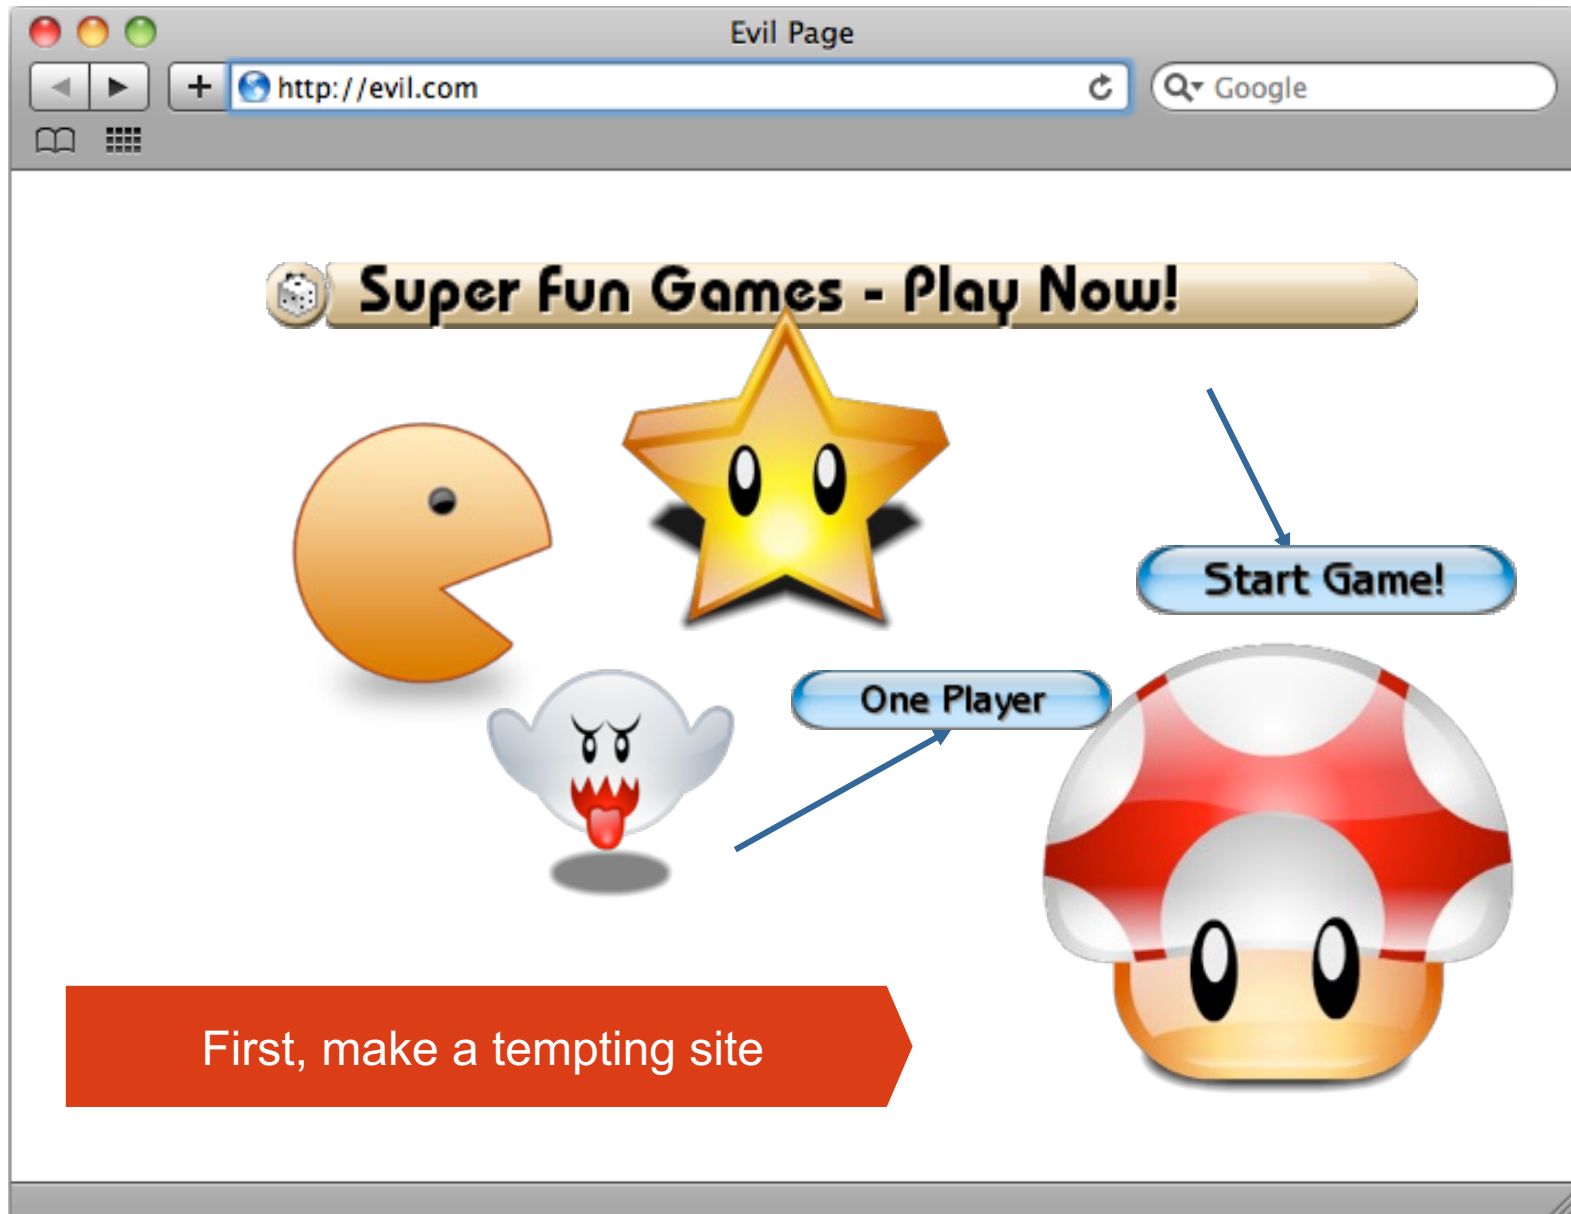 Evil Page
http://evil.com
Google
Super Fun Games - Play Now!
Start Game!
One Player
First, make a tempting site